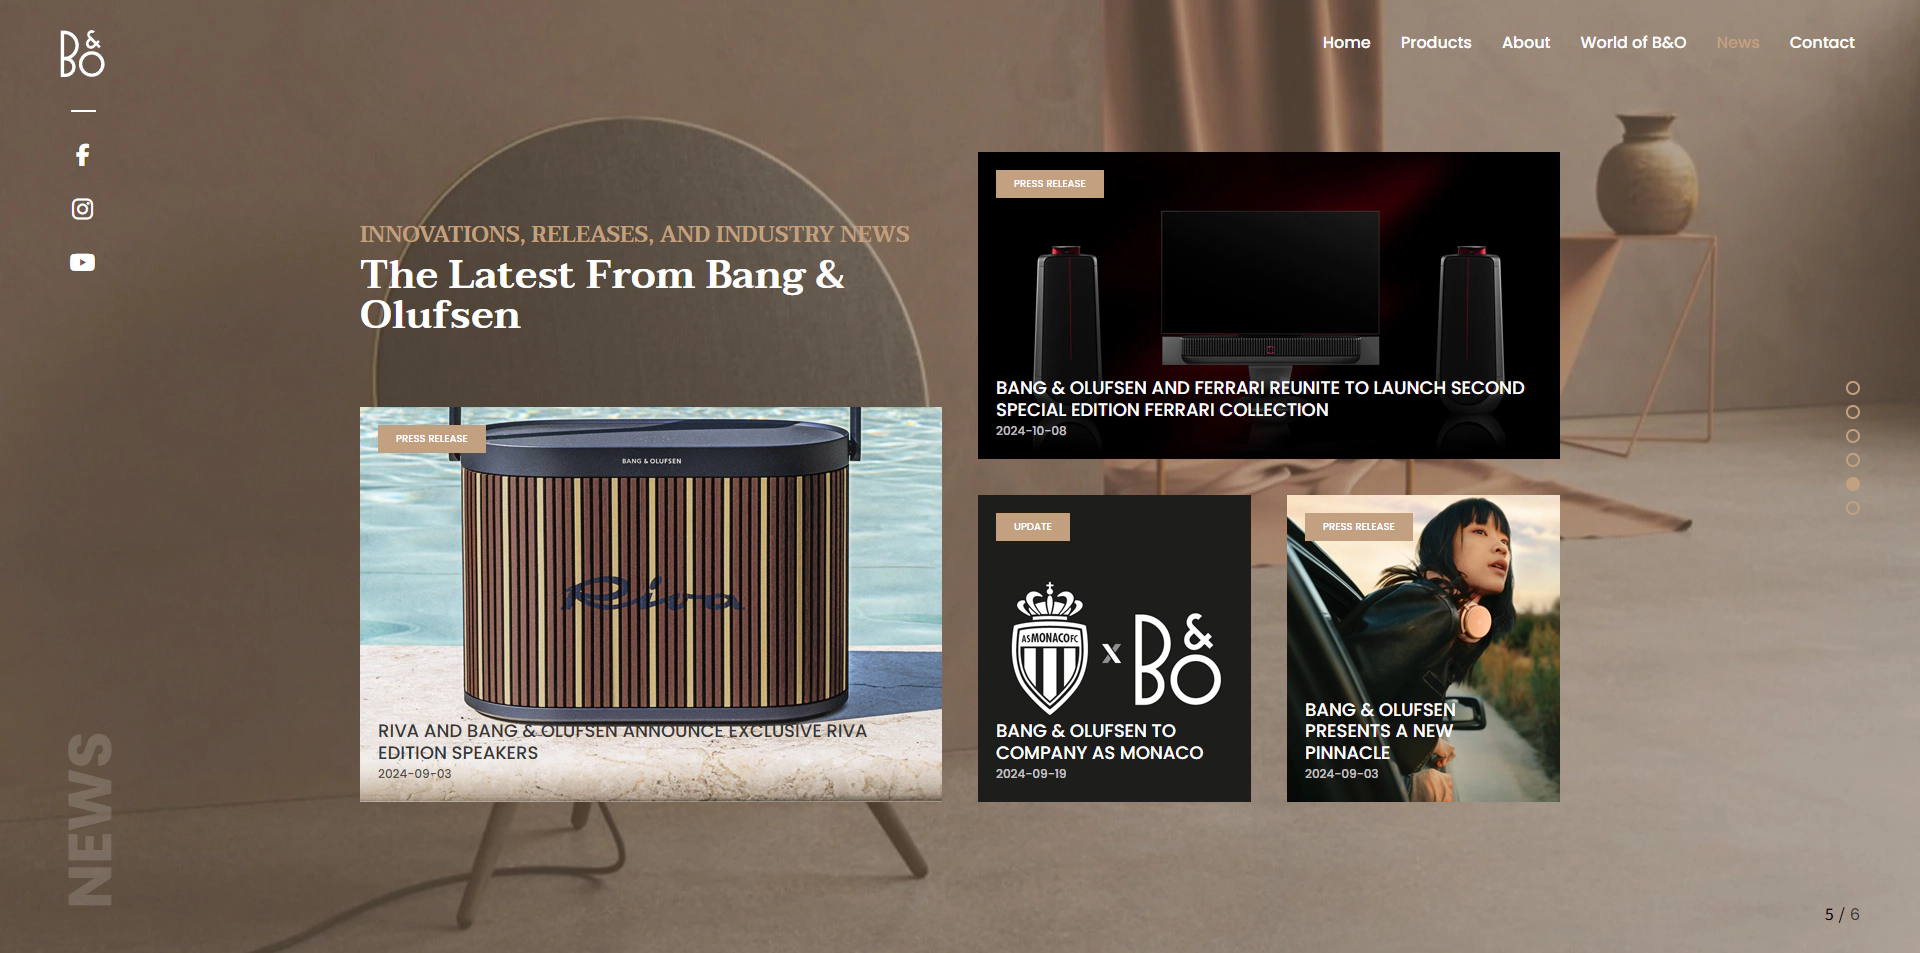 B&O
Home
Products
About
World of B&O
News
Contact
INNOVATIONS, RELEASES, AND INDUSTRY NEWS
The Latest From Bang &
Olufsen
PRESS RELEASE
BANG & OLUFSEN
Riva
RIVA AND BANG & OLUFSEN ANNOUNCE EXCLUSIVE RIVA
EDITION SPEAKERS
2024-09-03
PRESS RELEASE
BANG & OLUFSEN AND FERRARI REUNITE TO LAUNCH SECOND
SPECIAL EDITION FERRARI COLLECTION
2024-10-08
UPDATE
AS MONACO FC
X
B&O
BANG & OLUFSEN TO
COMPANY AS MONACO
2024-09-19
PRESS RELEASE
BANG & OLUFSEN
PRESENTS A NEW
PINNACLE
2024-09-03
NEWS
5 / 6